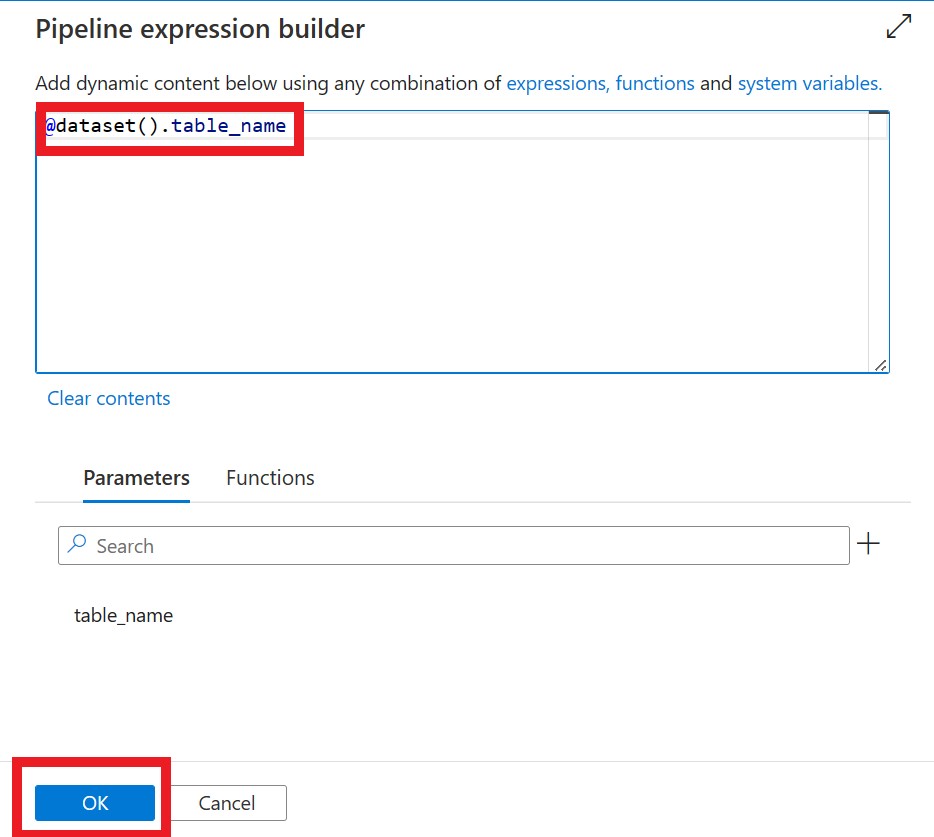 Pipeline expression builder
Add dynamic content below using any combination of expressions, functions and system variables.
@dataset().table_name
Clear contents
Parameters Functions
Search
table_name
OK Cancel